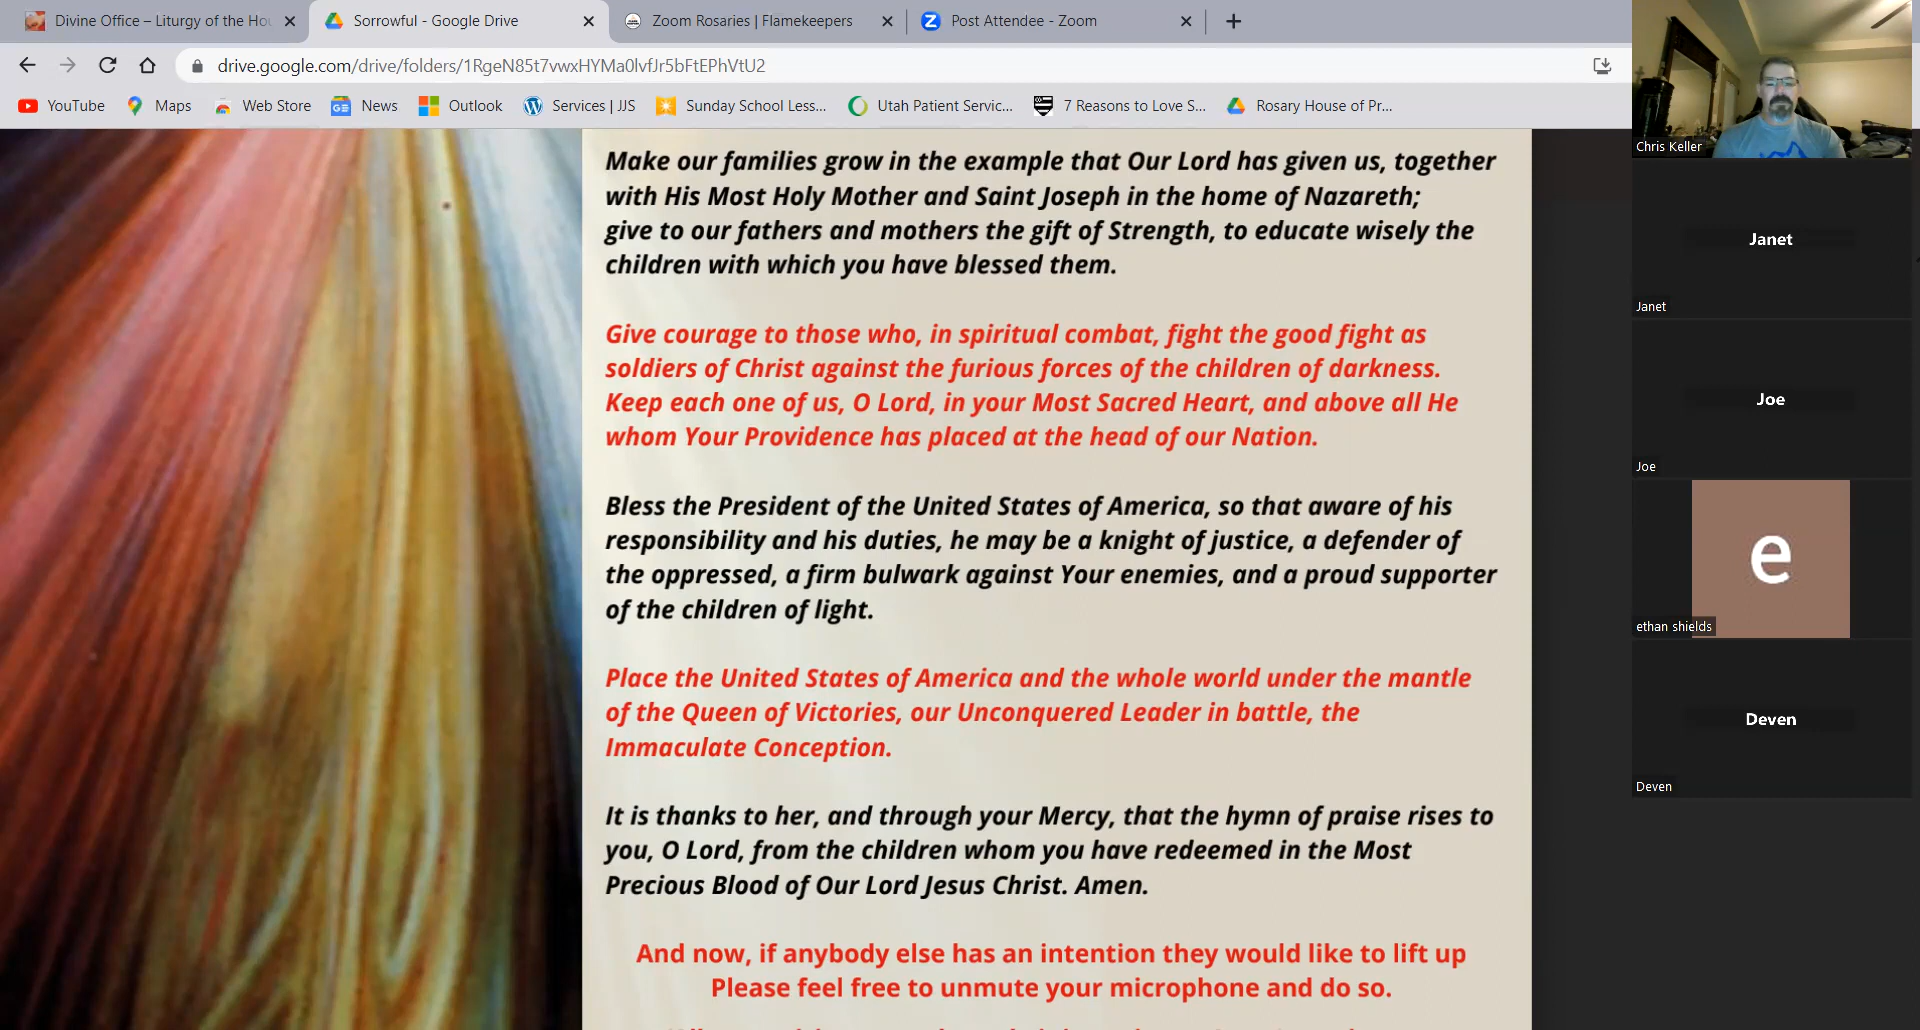 Divine Office – Liturgy of the Ho
Sorrowful - Google Drive
Zoom Rosaries | Flamekeepers
Post Attendee - Zoom
drive.google.com/drive/folders/1RgeN85t7vwxHYMa0lvfJr5bFtEPhVtU2
YouTube
Maps
Web Store
News
Outlook
Services | JJS
Sunday School Less...
Utah Patient Servic...
7 Reasons to Love S...
Rosary House of Pr...
Make our families grow in the example that Our Lord has given us, together
with His Most Holy Mother and Saint Joseph in the home of Nazareth;
give to our fathers and mothers the gift of Strength, to educate wisely the
children with which you have blessed them.
Give courage to those who, in spiritual combat, fight the good fight as
soldiers of Christ against the furious forces of the children of darkness.
Keep each one of us, O Lord, in your Most Sacred Heart, and above all He
whom Your Providence has placed at the head of our Nation.
Bless the President of the United States of America, so that aware of his
responsibility and his duties, he may be a knight of justice, a defender of
the oppressed, a firm bulwark against Your enemies, and a proud supporter
of the children of light.
Place the United States of America and the whole world under the mantle
of the Queen of Victories, our Unconquered Leader in battle, the
Immaculate Conception.
It is thanks to her, and through your Mercy, that the hymn of praise rises to
you, O Lord, from the children whom you have redeemed in the Most
Precious Blood of Our Lord Jesus Christ. Amen.
And now, if anybody else has an intention they would like to lift up
Please feel free to unmute your microphone and do so.
Chris Keller
Janet
Janet
Joe
Joe
e
ethan shields
Deven
Deven